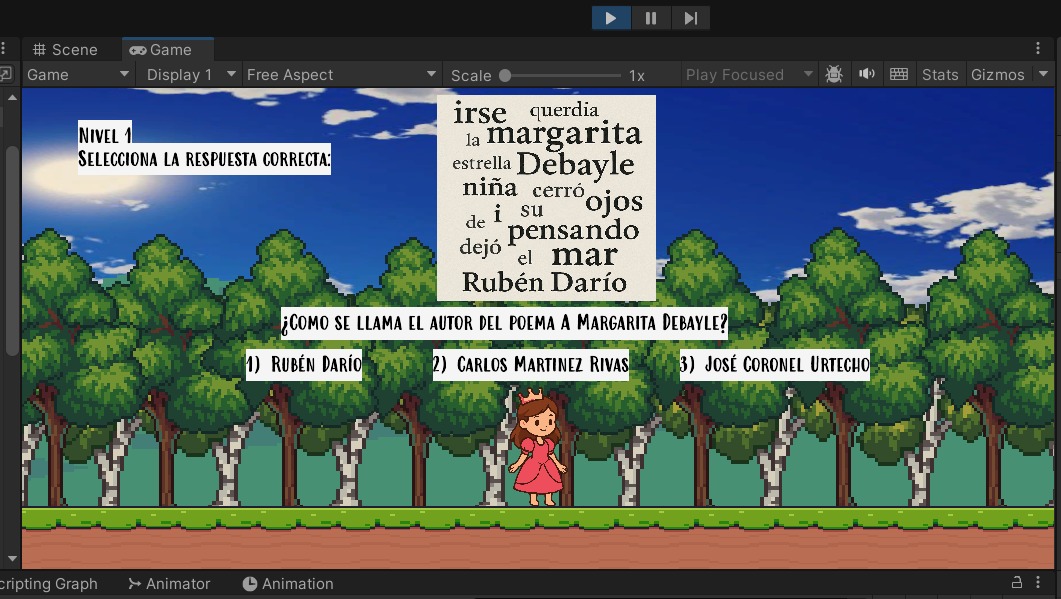 Scene
Game
Game
Display 1
Free Aspect
Scale
1x
Play Focused
Stats
Gizmos
Nivel 1
Selecciona la respuesta correcta:
irse querdia
la margarita
estrella Debayle
niña cerró ojos
de i su
pensando
dejó el mar
Rubén Darío
¿Como se llama el autor del poema A Margarita Debayle?
1) Rubén Darío
2) Carlos Martinez Rivas
3) José Coronel Urtecho
cripting Graph
Animator
Animation